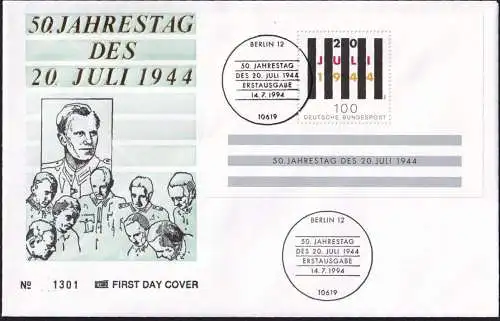 50. JAHRESTAG
DES
20. JULI 1944
Nº 1301 FIRST DAY COVER
BERLIN 12
50. JAHRESTAG
DES 20. JULI 1944
ERSTAUSGABE
14.7.1994
10619
20
JULI
1944
100
DEUTSCHE BUNDESPOST
50. JAHRESTAG DES 20. JULI 1944
BERLIN 12
50. JAHRESTAG
DES 20. JULI 1944
ERSTAUSGABE
14.7.1994
10619